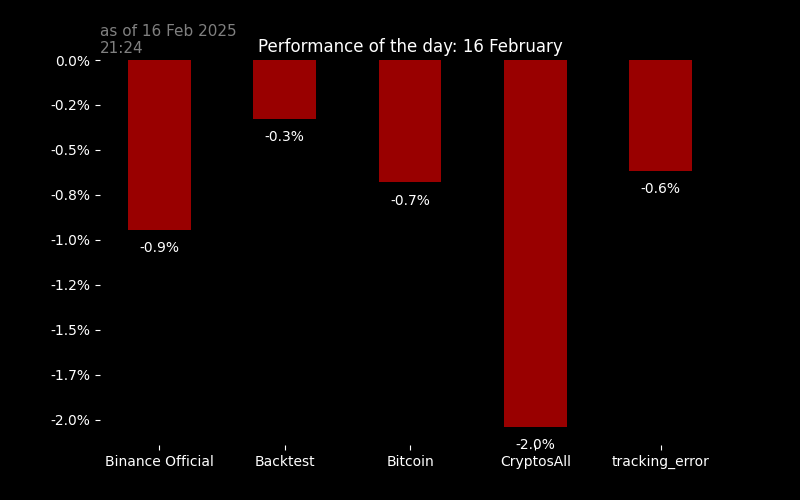 as of 16 Feb 2025
21:24
Performance of the day: 16 February
0.0%
-0.2%
-0.5%
-0.8%
-1.0%
-1.2%
-1.5%
-1.7%
-2.0%
-0.9%
-0.3%
-0.7%
-2.0%
-0.6%
Binance Official
Backtest
Bitcoin
CryptosAll
tracking_error